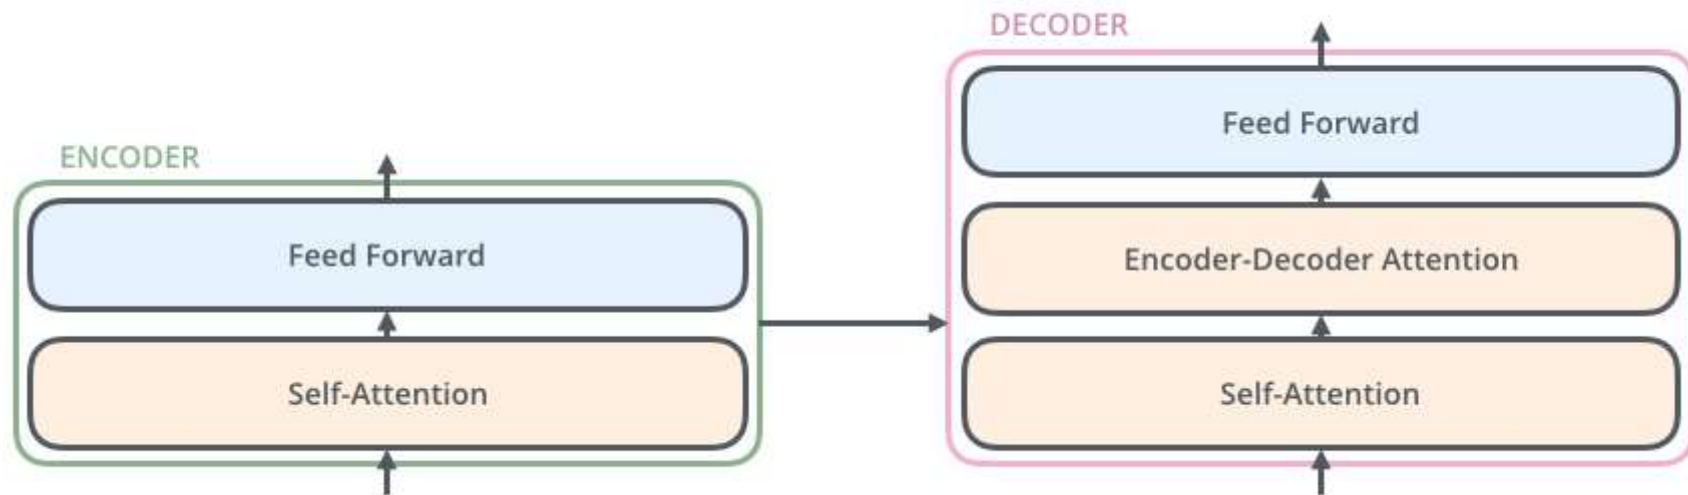 ENCODER
Feed Forward
Self-Attention
DECODER
Feed Forward
Encoder-Decoder Attention
Self-Attention